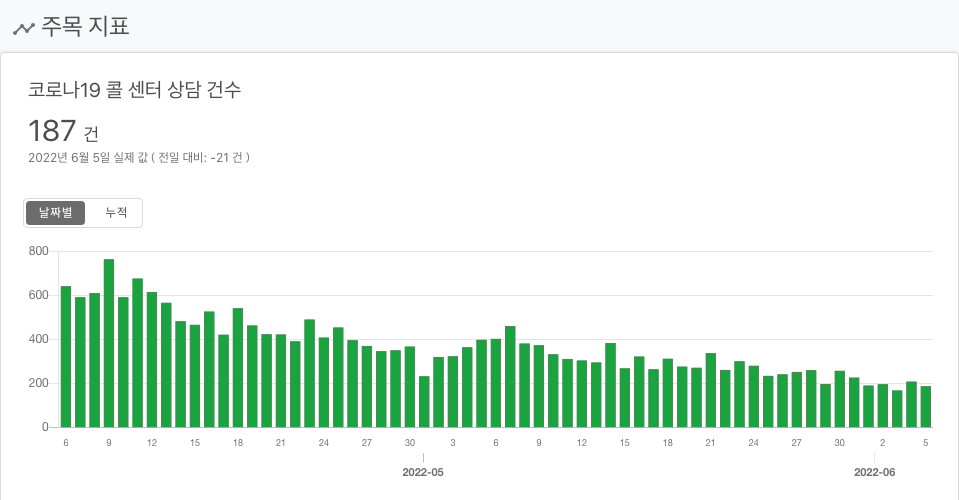 주목 지표
코로나19 콜 센터 상담 건수
187 건
2022년 6월 5일 실제 값 ( 전일 대비: -21 건 )
날짜별 누적
800
600
400
200
0
6 9 12 15 18 21 24 27 30 3 6 9 12 15 18 21 24 27 30 2 5
2022-05 2022-06